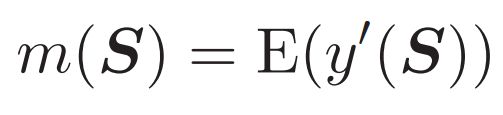 m(S) = E(y′(S))